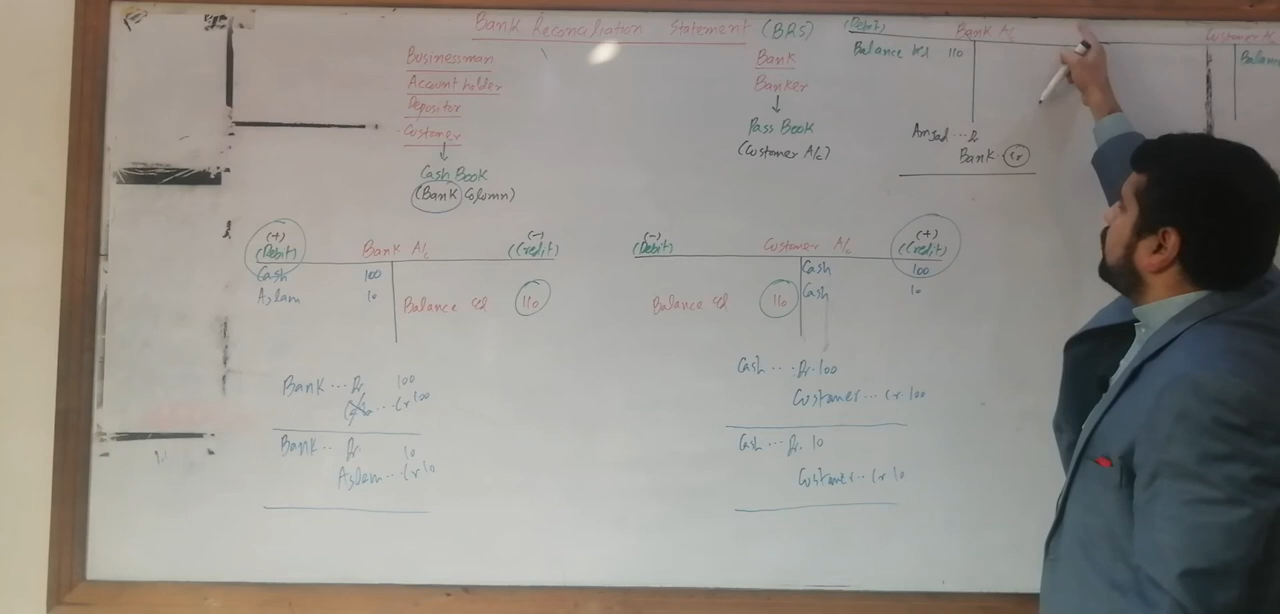 Bank Reconciliation Statement (BRS)
Businessman
Account holder
Depositor
Customer
Cash Book
(Bank Column)
Bank
Banker
Pass Book
(Customer A/c)
(Debit) Bank A/c
Balance b/d 110
Amjad ... Dr
Bank .. Cr
Customer A/c
Balanc
(+) (-)
(Debit) Bank A/c (Credit)
Cash 100
Aslam 10
Balance c/d 110
Bank ... Dr 100
... Cr 100
Bank ... Dr 10
Aslam ... Cr 10
(-) (+)
(Debit) Customer A/c (Credit)
Cash 100
Balance c/d 110 Cash 10
Cash .... Dr. 100
Customer ... Cr. 100
Cash ... Dr. 10
Customer .. Cr 10